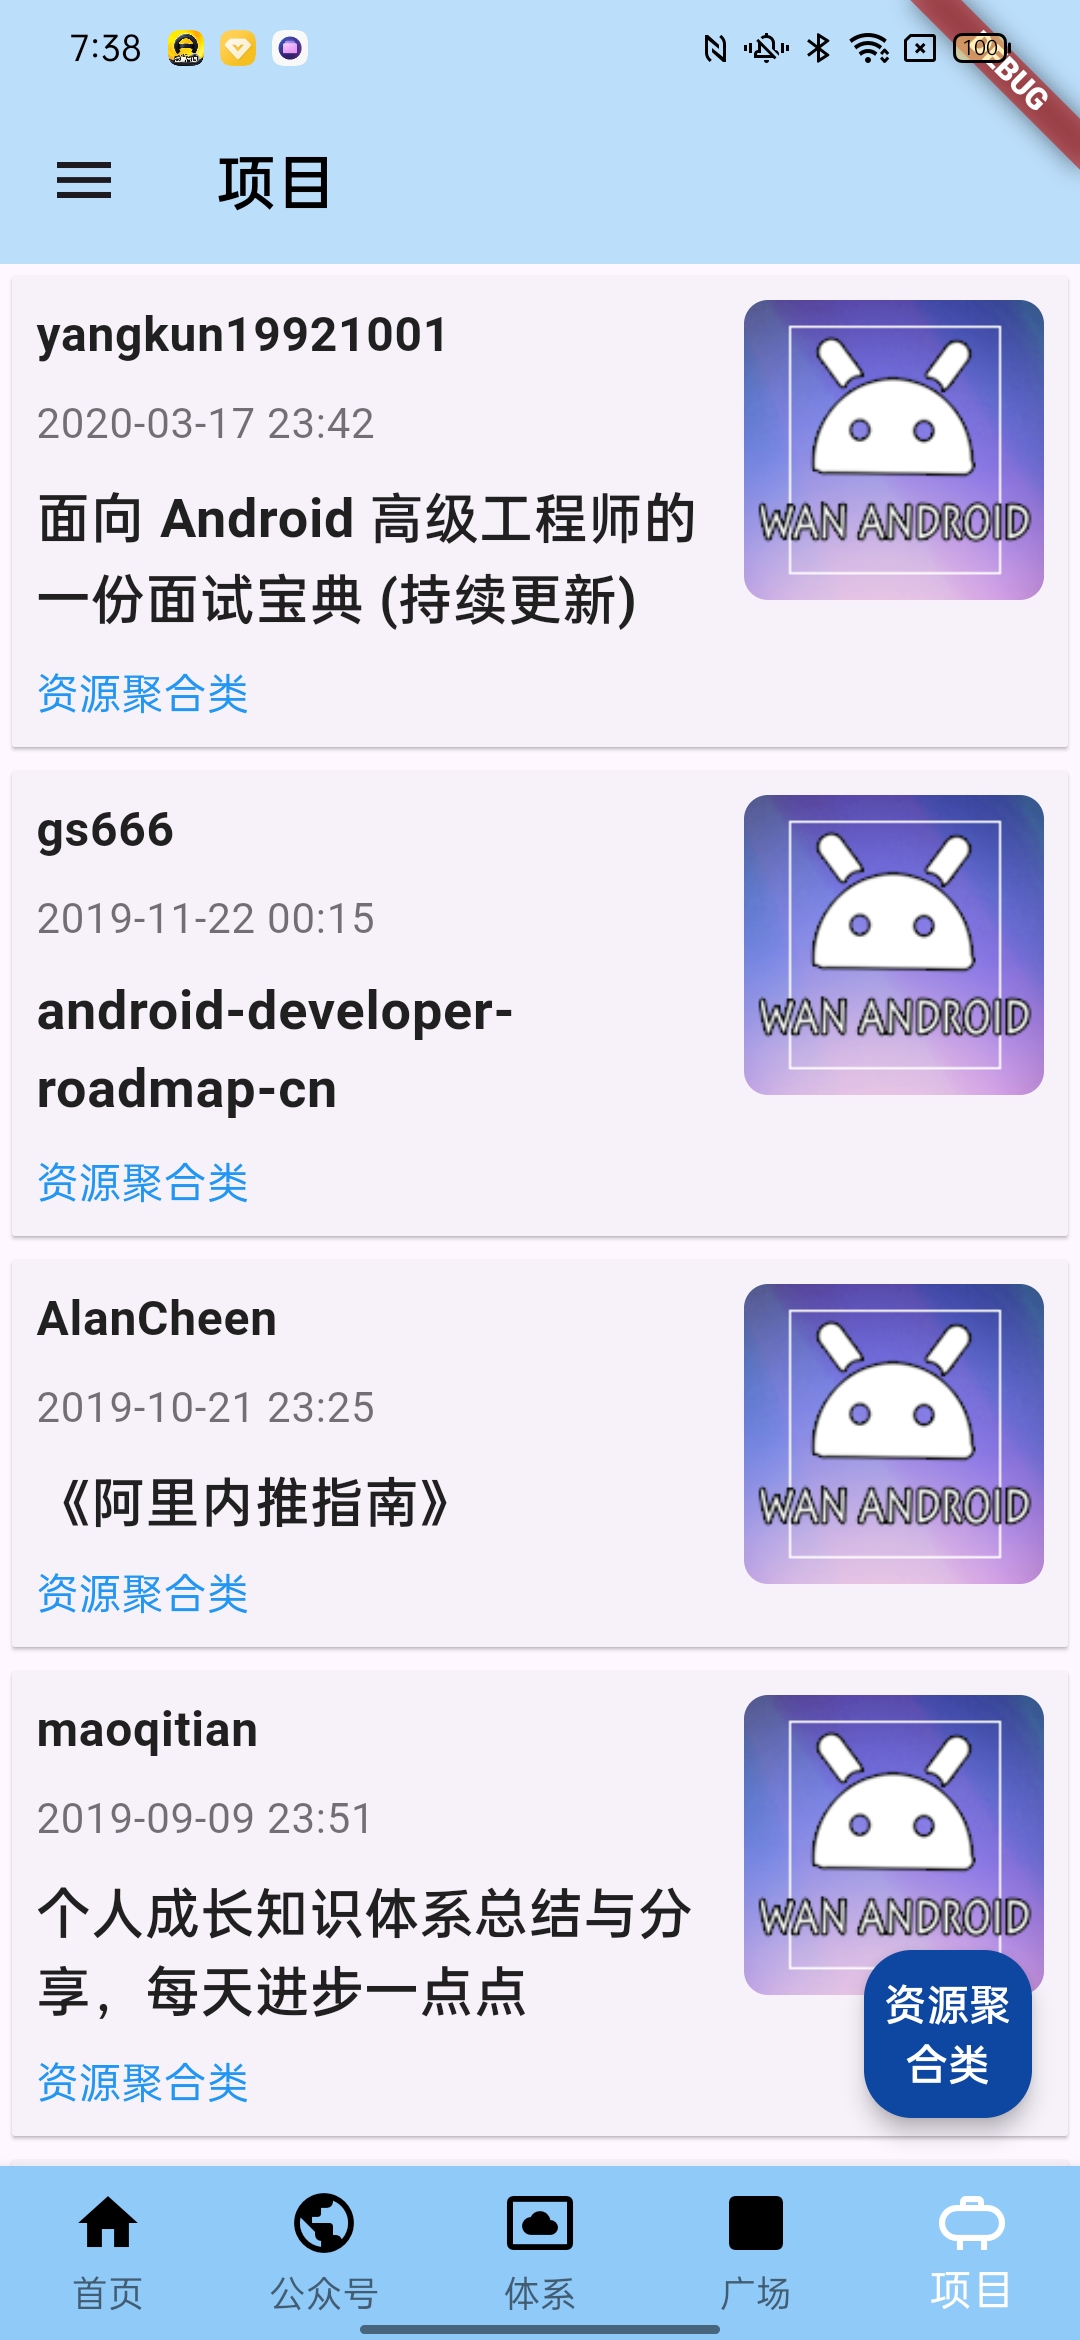 7:38
100
项目
yangkun19921001
2020-03-17 23:42
面向 Android 高级工程师的
一份面试宝典 (持续更新)
资源聚合类
WAN ANDROID
gs666
2019-11-22 00:15
android-developer-
roadmap-cn
资源聚合类
WAN ANDROID
AlanCheen
2019-10-21 23:25
《阿里内推指南》
资源聚合类
WAN ANDROID
maoqitian
2019-09-09 23:51
个人成长知识体系总结与分
享，每天进步一点点
资源聚合类
WAN ANDROID
资源聚
合类
首页
公众号
体系
广场
项目